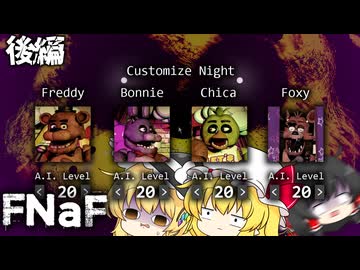 後編
Customize Night
Freddy Bonnie Chica Foxy
A.I. Level A.I. Level A.I. Level A.I. Level
< 20 > < 20 > < 20 > < 20 >
FNaF